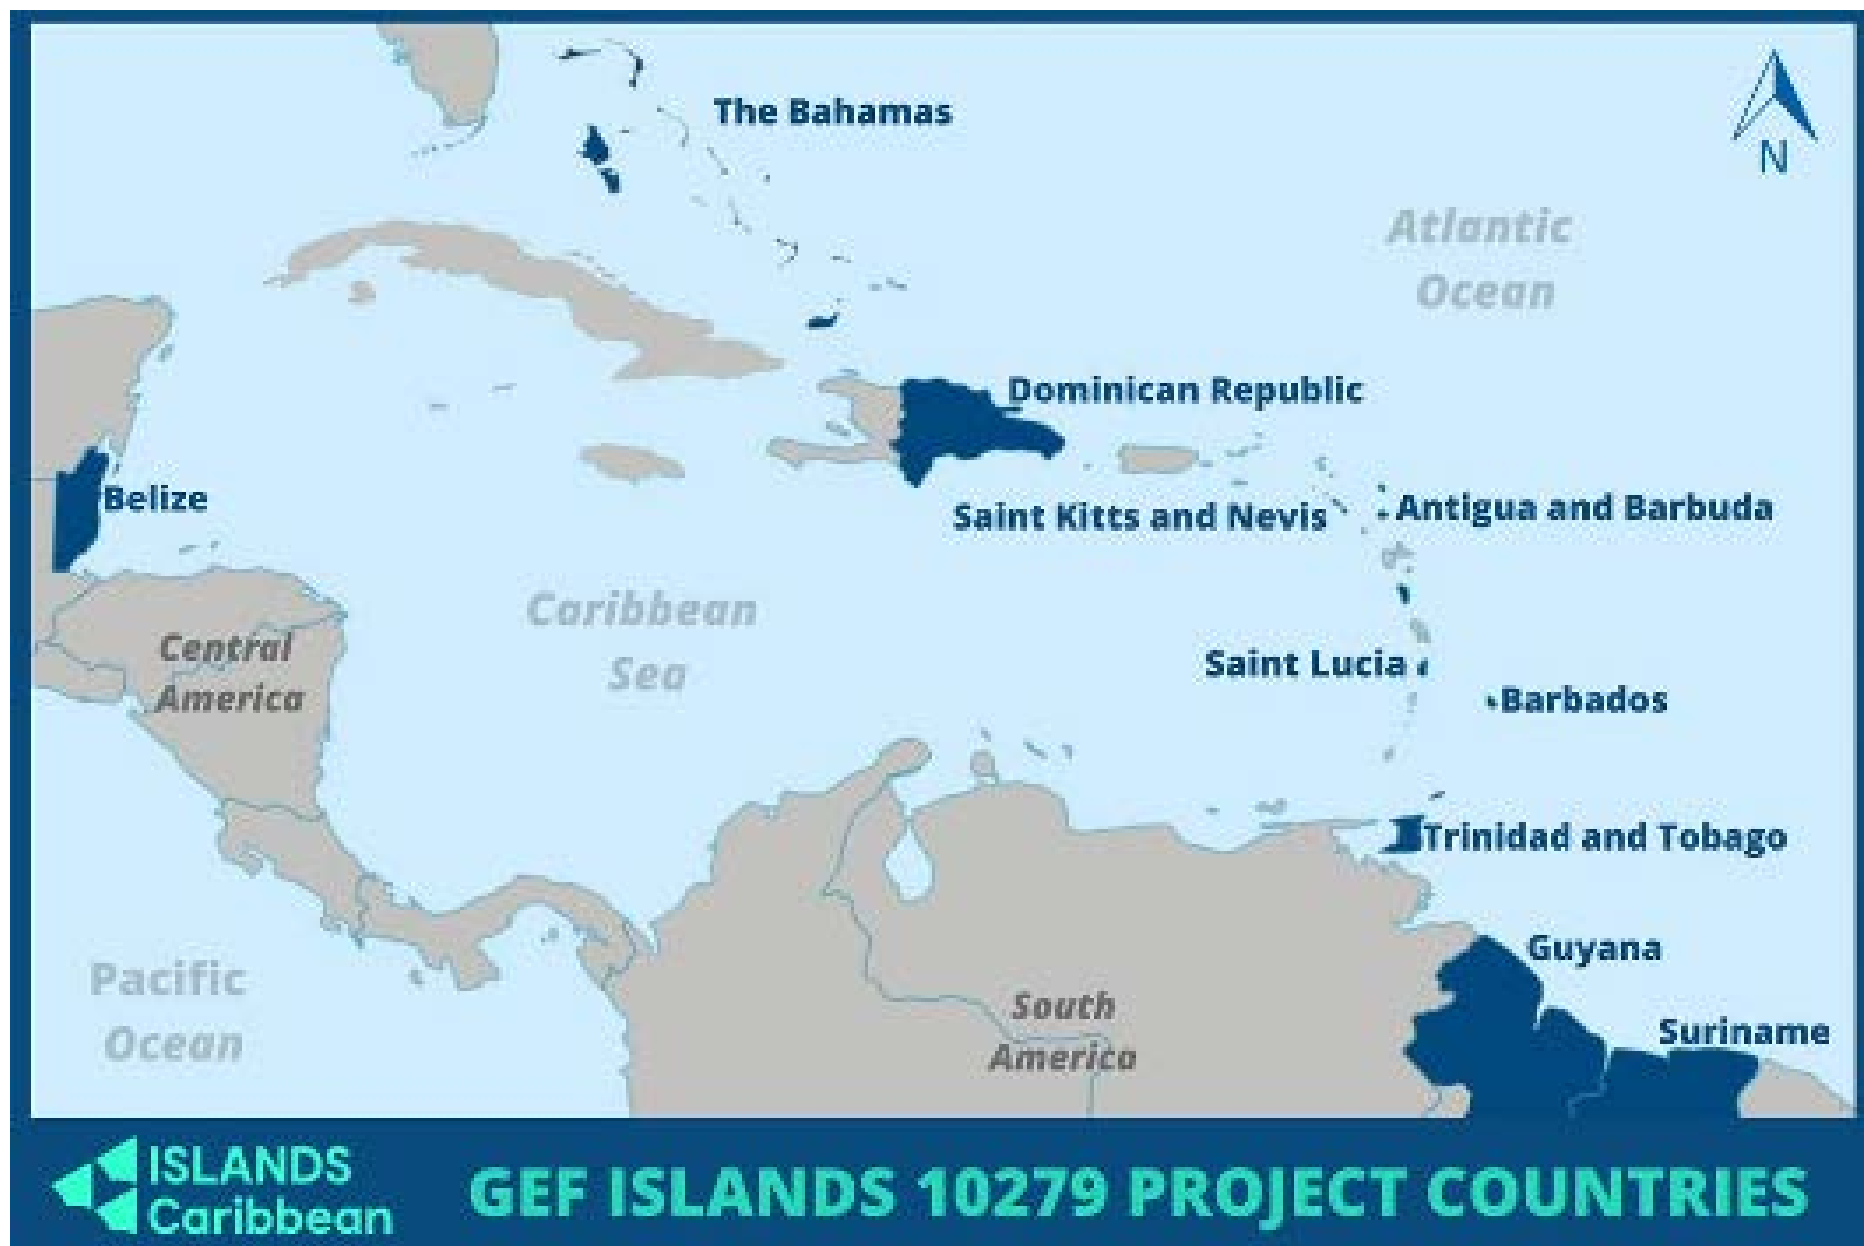 The Bahamas
N
Atlantic
Ocean
Dominican Republic
Belize
Saint Kitts and Nevis
Antigua and Barbuda
Caribbean
Sea
Central
America
Saint Lucia
Barbados
Trinidad and Tobago
Guyana
Pacific
Ocean
South
America
Suriname
ISLANDS
Caribbean
GEF ISLANDS 10279 PROJECT COUNTRIES